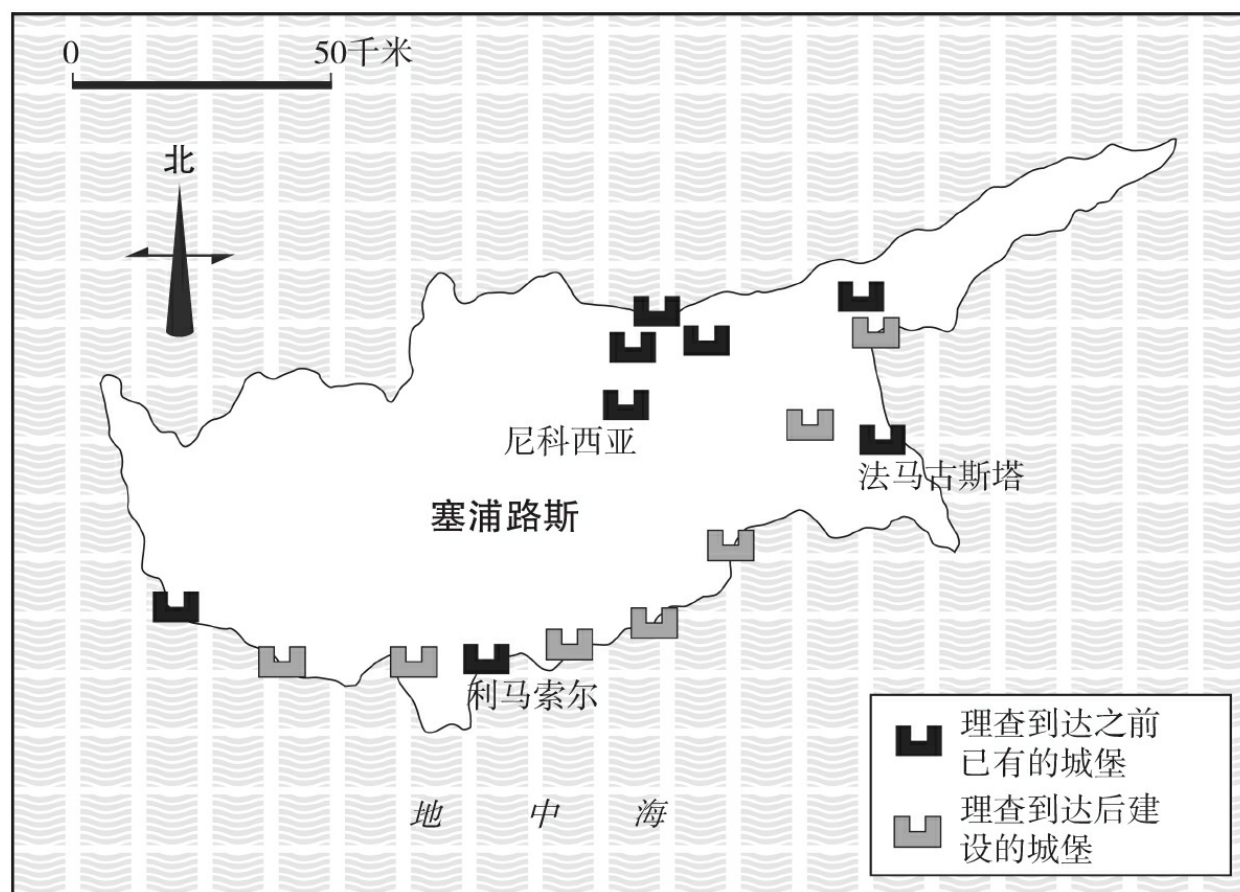 0 50千米
北
尼科西亚
法马古斯塔
塞浦路斯
利马索尔
地中海
理查到达之前
已有的城堡
理查到达后建
设的城堡